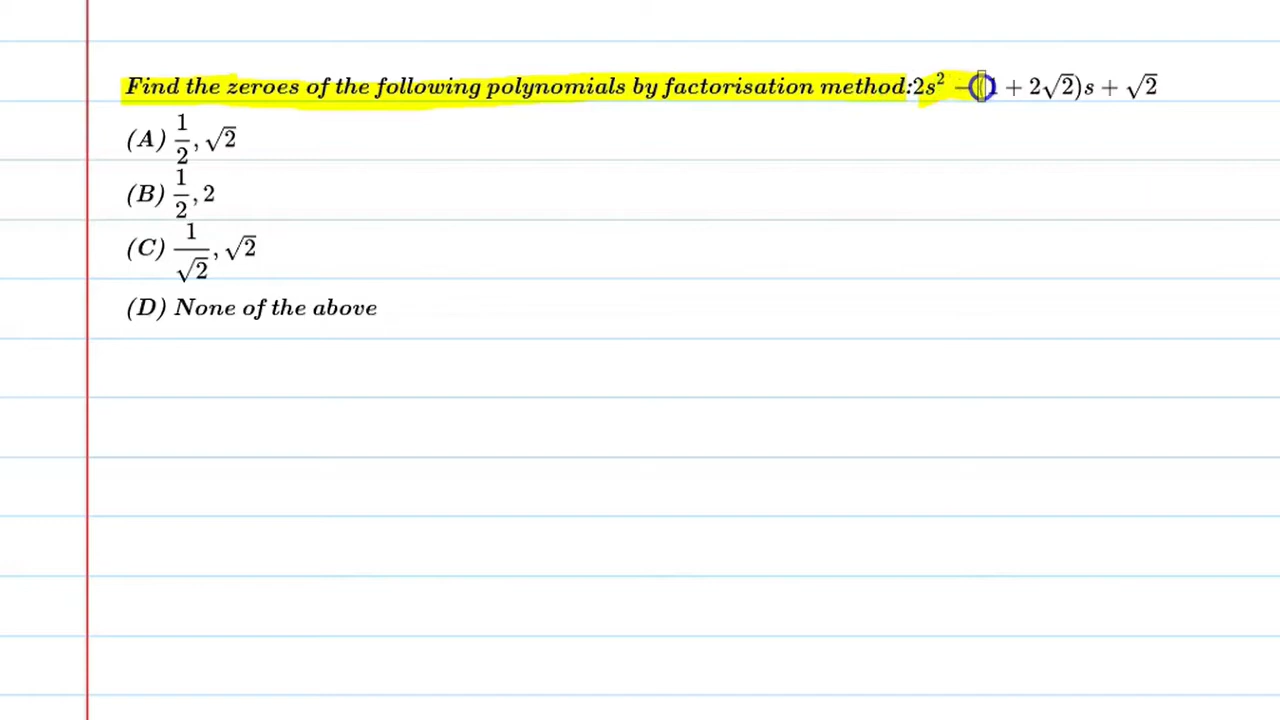 Find the zeroes of the following polynomials by factorisation method:2s² − (1 + 2√2)s + √2
(A) 1/2, √2
(B) 1/2, 2
(C) 1/√2, √2
(D) None of the above